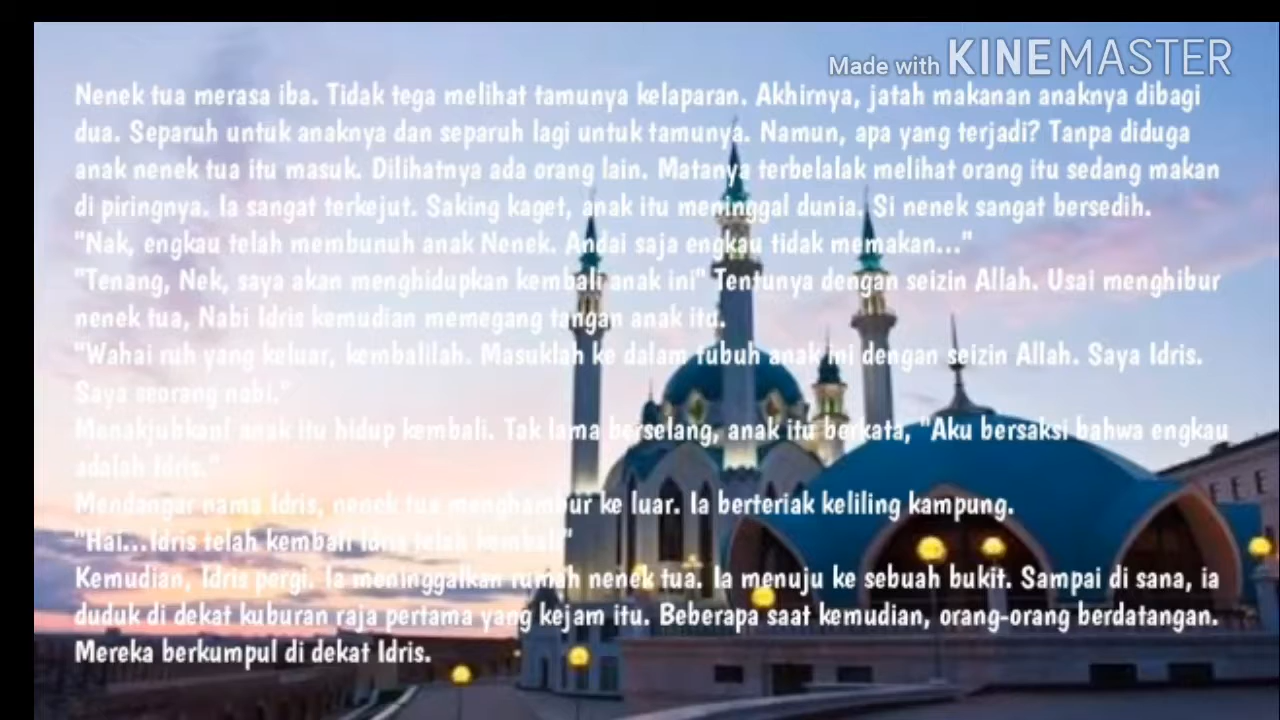 Made with KINEMASTER
Nenek tua merasa iba. Tidak tega melihat tamunya kelaparan. Akhirnya, jatah makanan anaknya dibagi
dua. Separuh untuk anaknya dan separuh lagi untuk tamunya. Namun, apa yang terjadi? Tanpa diduga
anak nenek tua itu masuk. Dilihatnya ada orang lain. Matanya terbelalak melihat orang itu sedang makan
di piringnya. Ia sangat terkejut. Saking kaget, anak itu meninggal dunia. Si nenek sangat bersedih.
"Nak, engkau telah membunuh anak Nenek. Andai saja engkau tidak memakan..."
"Tenang, Nek, saya akan menghidupkan kembali anak ini" Tentunya dengan seizin Allah. Usai menghibur
nenek tua, Nabi Idris kemudian memegang tangan anak itu.
"Wahai ruh yang keluar, kembalilah. Masuklah ke dalam tubuh anak ini dengan seizin Allah. Saya Idris.
Saya seorang nabi."
Menakjubkan! anak itu hidup kembali. Tak lama berselang, anak itu berkata, "Aku bersaksi bahwa engkau
adalah Idris."
Mendangar nama Idris, nenek tua menghambur ke luar. Ia berteriak keliling kampung.
"Hai...Idris telah kembali Idris telah kembali"
Kemudian, Idris pergi. Ia meninggalkan rumah nenek tua. Ia menuju ke sebuah bukit. Sampai di sana, ia
duduk di dekat kuburan raja pertama yang kejam itu. Beberapa saat kemudian, orang-orang berdatangan.
Mereka berkumpul di dekat Idris.